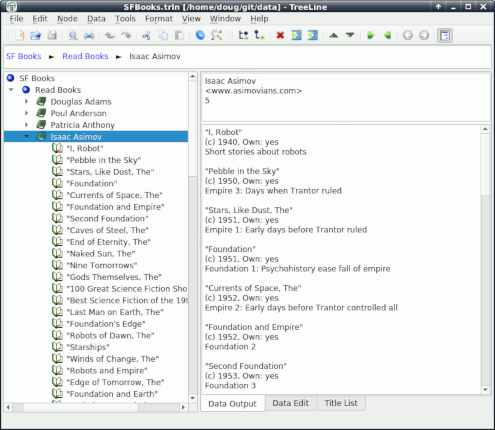 SFBooks.trln [/home/doug/git/data] - TreeLine
File Edit Node Data Tools Format View Window Help
SF Books ► Read Books ► Isaac Asimov
SF Books
Read Books
Douglas Adams
Poul Anderson
Patricia Anthony
Isaac Asimov
"I, Robot"
"Pebble in the Sky"
"Stars, Like Dust, The"
"Foundation"
"Currents of Space, The"
"Foundation and Empire"
"Second Foundation"
"Caves of Steel, The"
"End of Eternity, The"
"Naked Sun, The"
"Nine Tomorrows"
"Gods Themselves, The"
"100 Great Science Fiction Sho
"Best Science Fiction of the 19t
"Last Man on Earth, The"
"Foundation's Edge"
"Robots of Dawn, The"
"Starships"
"Winds of Change, The"
"Robots and Empire"
"Edge of Tomorrow, The"
"Foundation and Earth"
Isaac Asimov
<www.asimovians.com>
5
"I, Robot"
(c) 1940, Own: yes
Short stories about robots
"Pebble in the Sky"
(c) 1950, Own: yes
Empire 3: Days when Trantor ruled
"Stars, Like Dust, The"
(c) 1951, Own: yes
Empire 1: Early days before Trantor ruled
"Foundation"
(c) 1951, Own: yes
Foundation 1: Psychohistory ease fall of empire
"Currents of Space, The"
(c) 1952, Own: yes
Empire 2: Early days before Trantor controlled all
"Foundation and Empire"
(c) 1952, Own: yes
Foundation 2
"Second Foundation"
(c) 1953, Own: yes
Foundation 3
Data Output Data Edit Title List